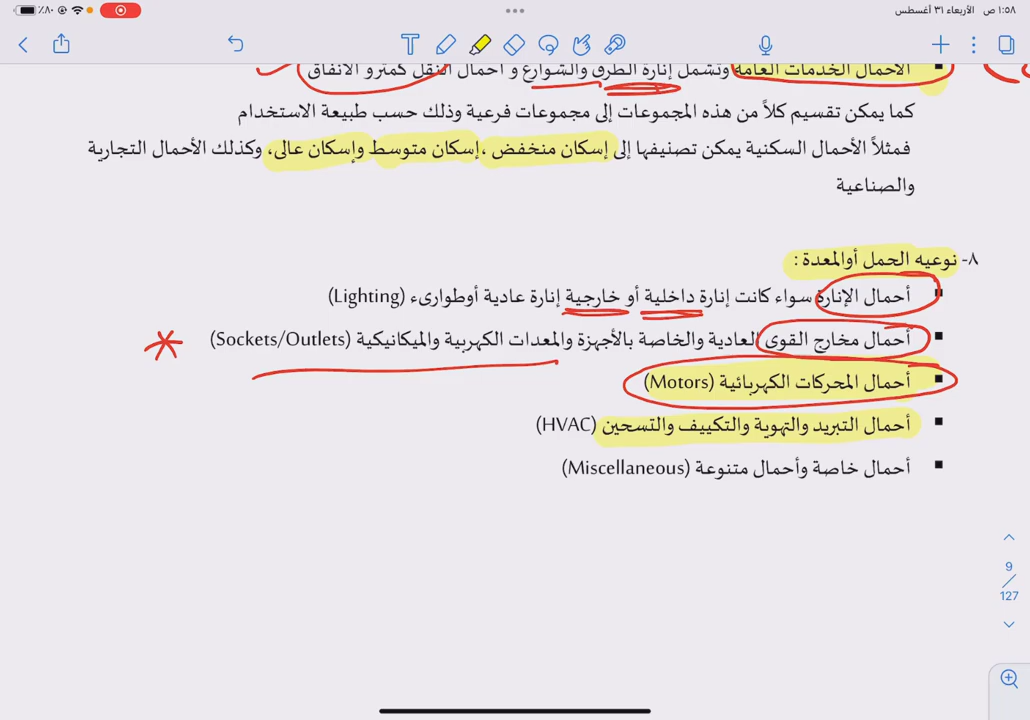 ٪٨٠
١:٥٨ ص الأربعاء ٣١ أغسطس
الأحمال الخدمات العامة وتشمل إنارة الطرق والشوارع و أحمال النقل كمترو الانفاق
كما يمكن تقسيم كلاً من هذه المجموعات إلى مجموعات فرعية وذلك حسب طبيعة الاستخدام
فمثلاً الأحمال السكنية يمكن تصنيفها إلى إسكان منخفض ،إسكان متوسط وإسكان عالى، وكذلك الأحمال التجارية
والصناعية
٨- نوعيه الحمل أوالمعدة :
▪ أحمال الإنارة سواء كانت إنارة داخلية أو خارجية إنارة عادية أوطوارىء (Lighting)
▪ أحمال مخارج القوى العادية والخاصة بالأجهزة والمعدات الكهربية والميكانيكية (Sockets/Outlets)
▪ أحمال المحركات الكهربائية (Motors)
▪ أحمال التبريد والتهوية والتكييف والتسحين (HVAC)
▪ أحمال خاصة وأحمال متنوعة (Miscellaneous)
9
127